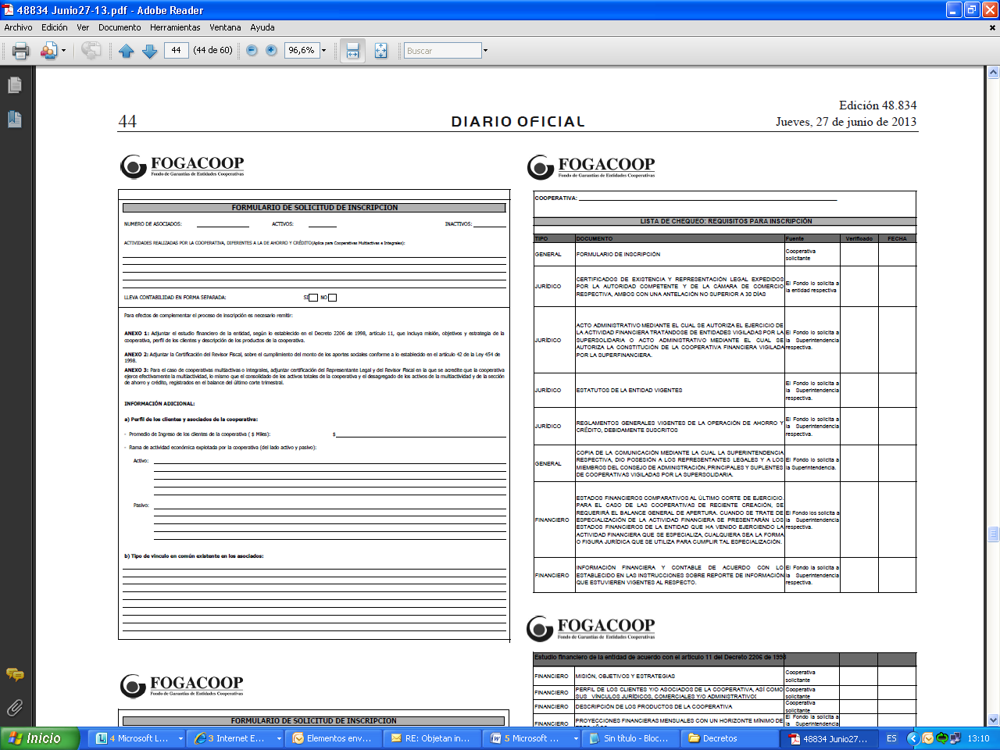 48834 Junio27-13.pdf - Adobe Reader
Archivo Edición Ver Documento Herramientas Ventana Ayuda
44 (44 de 60) 96,6% Buscar
Edición 48.834
44 DIARIO OFICIAL Jueves, 27 de junio de 2013
FOGACOOP
Fondo de Garantías de Entidades Cooperativas
FORMULARIO DE SOLICITUD DE INSCRIPCION
NUMERO DE ASOCIADOS: ACTIVOS: INACTIVOS:
ACTIVIDADES REALIZADAS POR LA COOPERATIVA, DIFERENTES A LA DE AHORRO Y CRÉDITO(Aplica para Cooperativas Multiactivas e Integrales):
LLEVA CONTABILIDAD EN FORMA SEPARADA: SI NO
Para efectos de complementar el proceso de inscripción es necesario remitir:
ANEXO 1: Adjuntar el estudio financiero de la entidad, según lo establecido en el Decreto 2206 de 1998, artículo 11, que incluya misión, objetivos y estrategia de la
cooperativa, perfil de los clientes y descripción de los productos de la cooperativa.
ANEXO 2: Adjuntar la Certificación del Revisor Fiscal, sobre el cumplimiento del monto de los aportes sociales conforme a lo establecido en el artículo 42 de la Ley 454 de
1998.
ANEXO 3: Para el caso de cooperativas multiactivas o integrales, adjuntar certificación del Representante Legal y del Revisor Fiscal en la que se acredite que la cooperativa
ejerce efectivamente la multiactividad, lo mismo que el consolidado de los activos totales de la cooperativa y el desagregado de los activos de la multiactividad y de la sección
de ahorro y crédito, registrados en el balance del último corte trimestral.
INFORMACIÓN ADICIONAL:
a) Perfil de los clientes y asociados de la cooperativa:
- Promedio de Ingreso de los clientes de la cooperativa ( $ Miles): $
- Rama de actividad económica explotada por la cooperativa (del lado activo y pasivo):
Activo:
Pasivo:
b) Tipo de vínculo en común existente en los asociados:
FOGACOOP
Fondo de Garantías de Entidades Cooperativas
FORMULARIO DE SOLICITUD DE INSCRIPCION
FOGACOOP
Fondo de Garantías de Entidades Cooperativas
COOPERATIVA:
LISTA DE CHEQUEO: REQUISITOS PARA INSCRIPCIÓN
TIPO DOCUMENTO Fuente Verificado FECHA
GENERAL FORMULARIO DE INSCRIPCIÓN Cooperativa
solicitante
CERTIFICADOS DE EXISTENCIA Y REPRESENTACIÓN LEGAL EXPEDIDOS
JURÍDICO POR LA AUTORIDAD COMPETENTE Y DE LA CÁMARA DE COMERCIO El Fondo lo solicita a
RESPECTIVA, AMBOS CON UNA ANTELACIÓN NO SUPERIOR A 30 DÍAS la entidad respectiva
ACTO ADMINISTRATIVO MEDIANTE EL CUAL SE AUTORIZA EL EJERCICIO DE
LA ACTIVIDAD FINANCIERA TRATÁNDOSE DE ENTIDADES VIGILADAS POR LA El Fondo lo solicita a
JURÍDICO SUPERSOLIDARIA O ACTO ADMINISTRATIVO MEDIANTE EL CUAL SE la Superintendencia
AUTORIZA LA CONSTITUCIÓN DE LA COOPERATIVA FINANCIERA VIGILADA respectiva.
POR LA SUPERFINANCIERA.
El Fondo lo solicita a
JURÍDICO ESTATUTOS DE LA ENTIDAD VIGENTES la Superintendencia
respectiva.
El Fondo lo solicita a
JURÍDICO REGLAMENTOS GENERALES VIGENTES DE LA OPERACIÓN DE AHORRO Y la Superintendencia
CRÉDITO, DEBIDAMENTE SUSCRITOS respectiva.
COPIA DE LA COMUNICACIÓN MEDIANTE LA CUAL LA SUPERINTENDENCIA
RESPECTIVA, DIO POSESIÓN A LOS REPRESENTANTES LEGALES Y A LOS El Fondo lo solicita a
GENERAL MIEMBROS DEL CONSEJO DE ADMINISTRACIÓN,PRINCIPALES Y SUPLENTES la Superintendencia.
DE COOPERATIVAS VIGILADAS POR LA SUPERSOLIDARIA.
ESTADOS FINANCIEROS COMPARATIVOS AL ÚLTIMO CORTE DE EJERCICIO.
PARA EL CASO DE LAS COOPERATIVAS DE RECIENTE CREACIÓN, SE
REQUERIRÁ EL BALANCE GENERAL DE APERTURA. CUANDO SE TRATE DE El Fondo los solicita a
FINANCIERO ESPECIALIZACIÓN DE LA ACTIVIDAD FINANCIERA SE PRESENTARÁN LOS la Superintendencia
ESTADOS FINANCIEROS DE LA ENTIDAD QUE HA VENIDO EJERCIENDO LA respectiva.
ACTIVIDAD FINANCIERA QUE SE ESPECIALIZA, CUALQUIERA SEA LA FORMA
O FIGURA JURÍDICA QUE SE UTILIZA PARA CUMPLIR TAL ESPECIALIZACIÓN.
INFORMACIÓN FINANCIERA Y CONTABLE DE ACUERDO CON LO El Fondo lo solicita a
FINANCIERO ESTABLECIDO EN LAS INSTRUCCIONES SOBRE REPORTE DE INFORMACIÓN la Superintendencia
QUE ESTUVIEREN VIGENTES AL RESPECTO. respectiva.
FOGACOOP
Fondo de Garantías de Entidades Cooperativas
Estudio financiero de la entidad de acuerdo con el artículo 11 del Decreto 2206 de 1998
FINANCIERO MISIÓN, OBJETIVOS Y ESTRATEGIAS Cooperativa
solicitante
FINANCIERO PERFIL DE LOS CLIENTES Y/O ASOCIADOS DE LA COOPERATIVA, ASÍ COMO Cooperativa
SUS VÍNCULOS JURÍDICOS, COMERCIALES Y/O ADMINISTRATIVOS solicitante
FINANCIERO DESCRIPCIÓN DE LOS PRODUCTOS DE LA COOPERATIVA Cooperativa
solicitante
FINANCIERO PROYECCIONES FINANCIERAS MENSUALES CON UN HORIZONTE MÍNIMO DE El Fondo la solicita a
la Superintendencia
Inicio 4 Microsoft L... 3 Internet E... Elementos env... RE: Objetan in... 5 Microsoft ... Sin título - Bloc... Decretos 48834 Junio27... ES 13:10